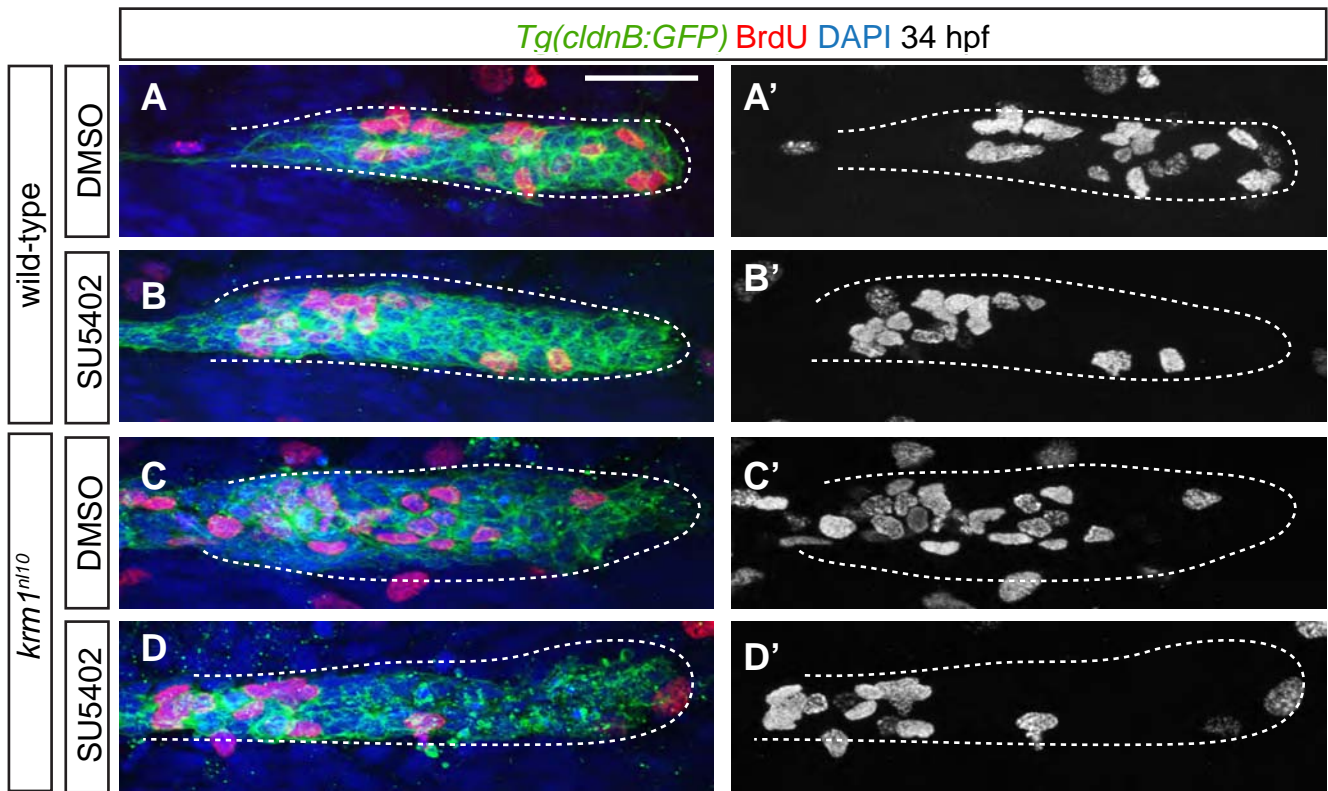 Tg(cldnB:GFP) BrdU DAPI 34 hpf
wild-type
DMSO
A
A’
SU5402
B
B’
krm1nl10
DMSO
C
C’
SU5402
D
D’